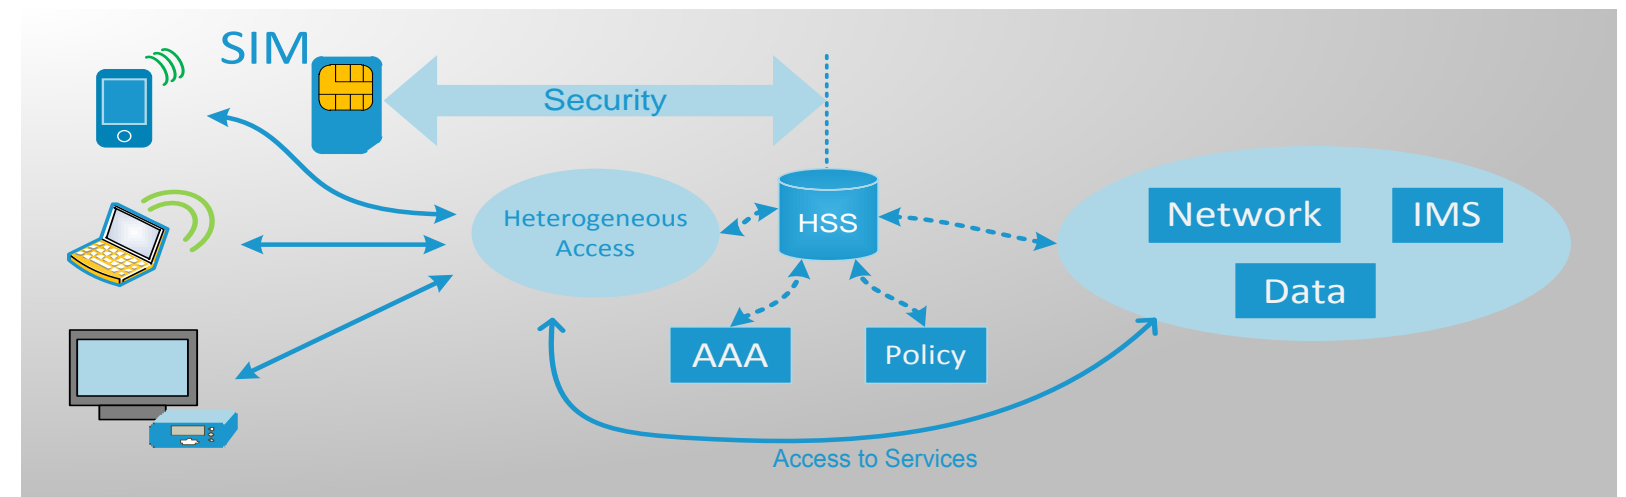 SIM
Security
Heterogeneous
Access
HSS
Network
IMS
Data
AAA
Policy
Access to Services